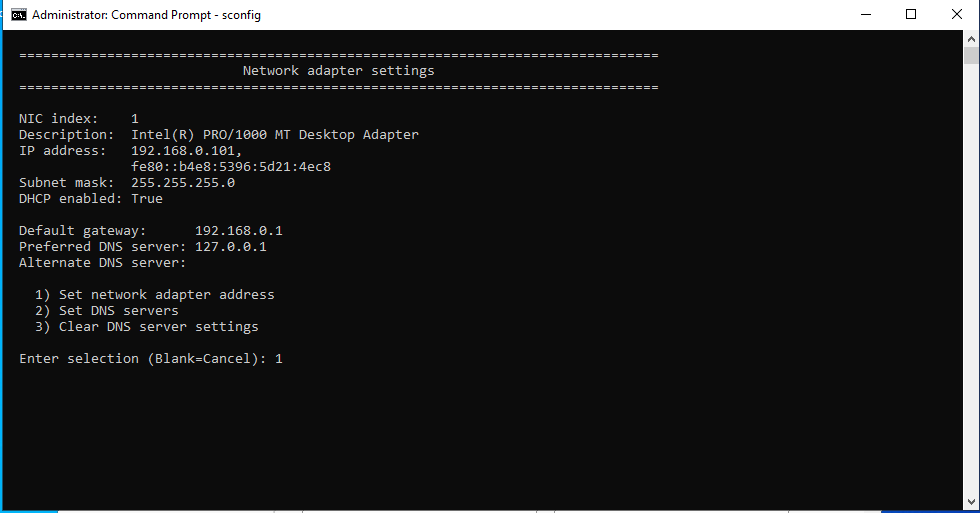 Administrator: Command Prompt - sconfig
================================================================================
Network adapter settings
================================================================================
NIC index:    1
Description:  Intel(R) PRO/1000 MT Desktop Adapter
IP address:   192.168.0.101,
fe80::b4e8:5396:5d21:4ec8
Subnet mask:  255.255.255.0
DHCP enabled: True
Default gateway:      192.168.0.1
Preferred DNS server: 127.0.0.1
Alternate DNS server:
1) Set network adapter address
2) Set DNS servers
3) Clear DNS server settings
Enter selection (Blank=Cancel): 1